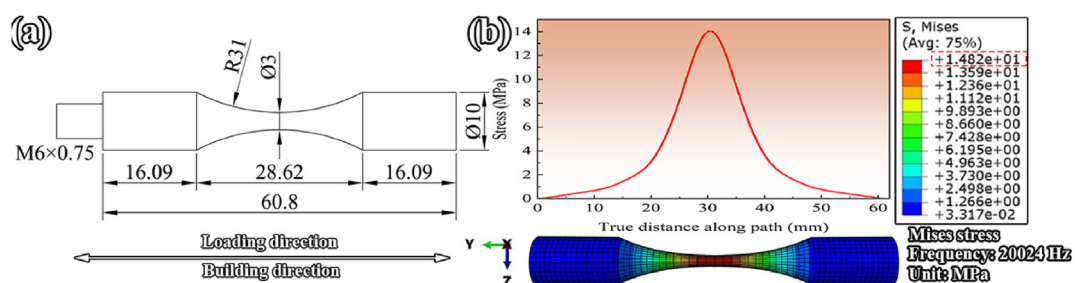 (a)
R31
Ø3
Ø10
M6×0.75
16.09
28.62
16.09
60.8
Loading direction
Building direction
(b)
Stress (MPa)
14
12
10
8
6
4
2
0
0
10
20
30
40
50
60
True distance along path (mm)
S, Mises
(Avg: 75%)
+1.482e+01
+1.359e+01
+1.236e+01
+1.112e+01
+9.893e+00
+8.660e+00
+7.428e+00
+6.195e+00
+4.963e+00
+3.730e+00
+2.498e+00
+1.266e+00
+3.317e-02
Y
X
Z
Mises stress
Frequency: 20024 Hz
Unit: MPa